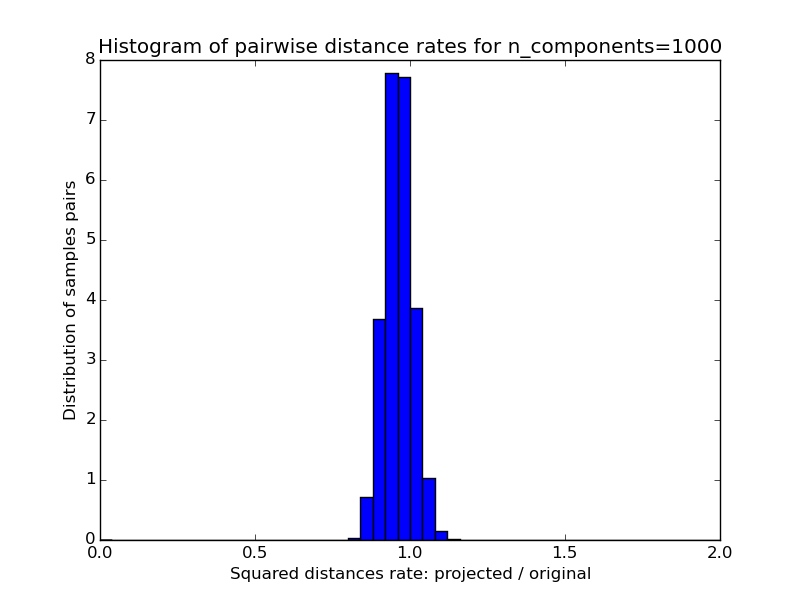 Histogram of pairwise distance rates for n_components=1000
8
7
6
5
4
3
2
1
0
Distribution of samples pairs
0.0 0.5 1.0 1.5 2.0
Squared distances rate: projected / original